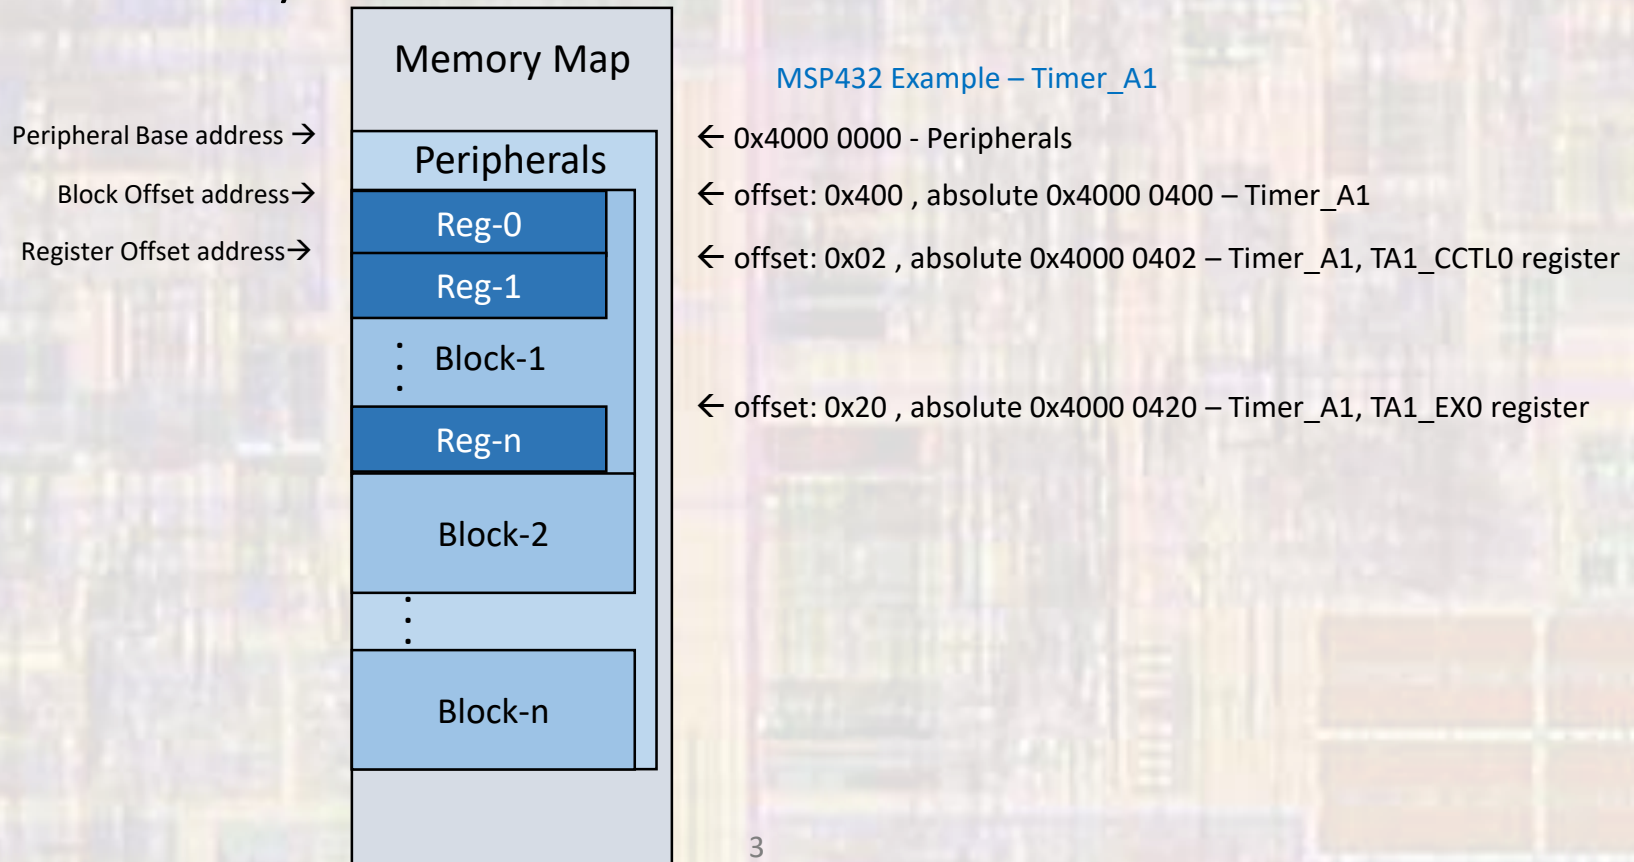 Memory Map
MSP432 Example – Timer_A1
Peripheral Base address →
Peripherals
← 0x4000 0000 - Peripherals
Block Offset address→
← offset: 0x400 , absolute 0x4000 0400 – Timer_A1
Reg-0
Register Offset address→
← offset: 0x02 , absolute 0x4000 0402 – Timer_A1, TA1_CCTL0 register
Reg-1
Block-1
← offset: 0x20 , absolute 0x4000 0420 – Timer_A1, TA1_EX0 register
Reg-n
Block-2
Block-n
3